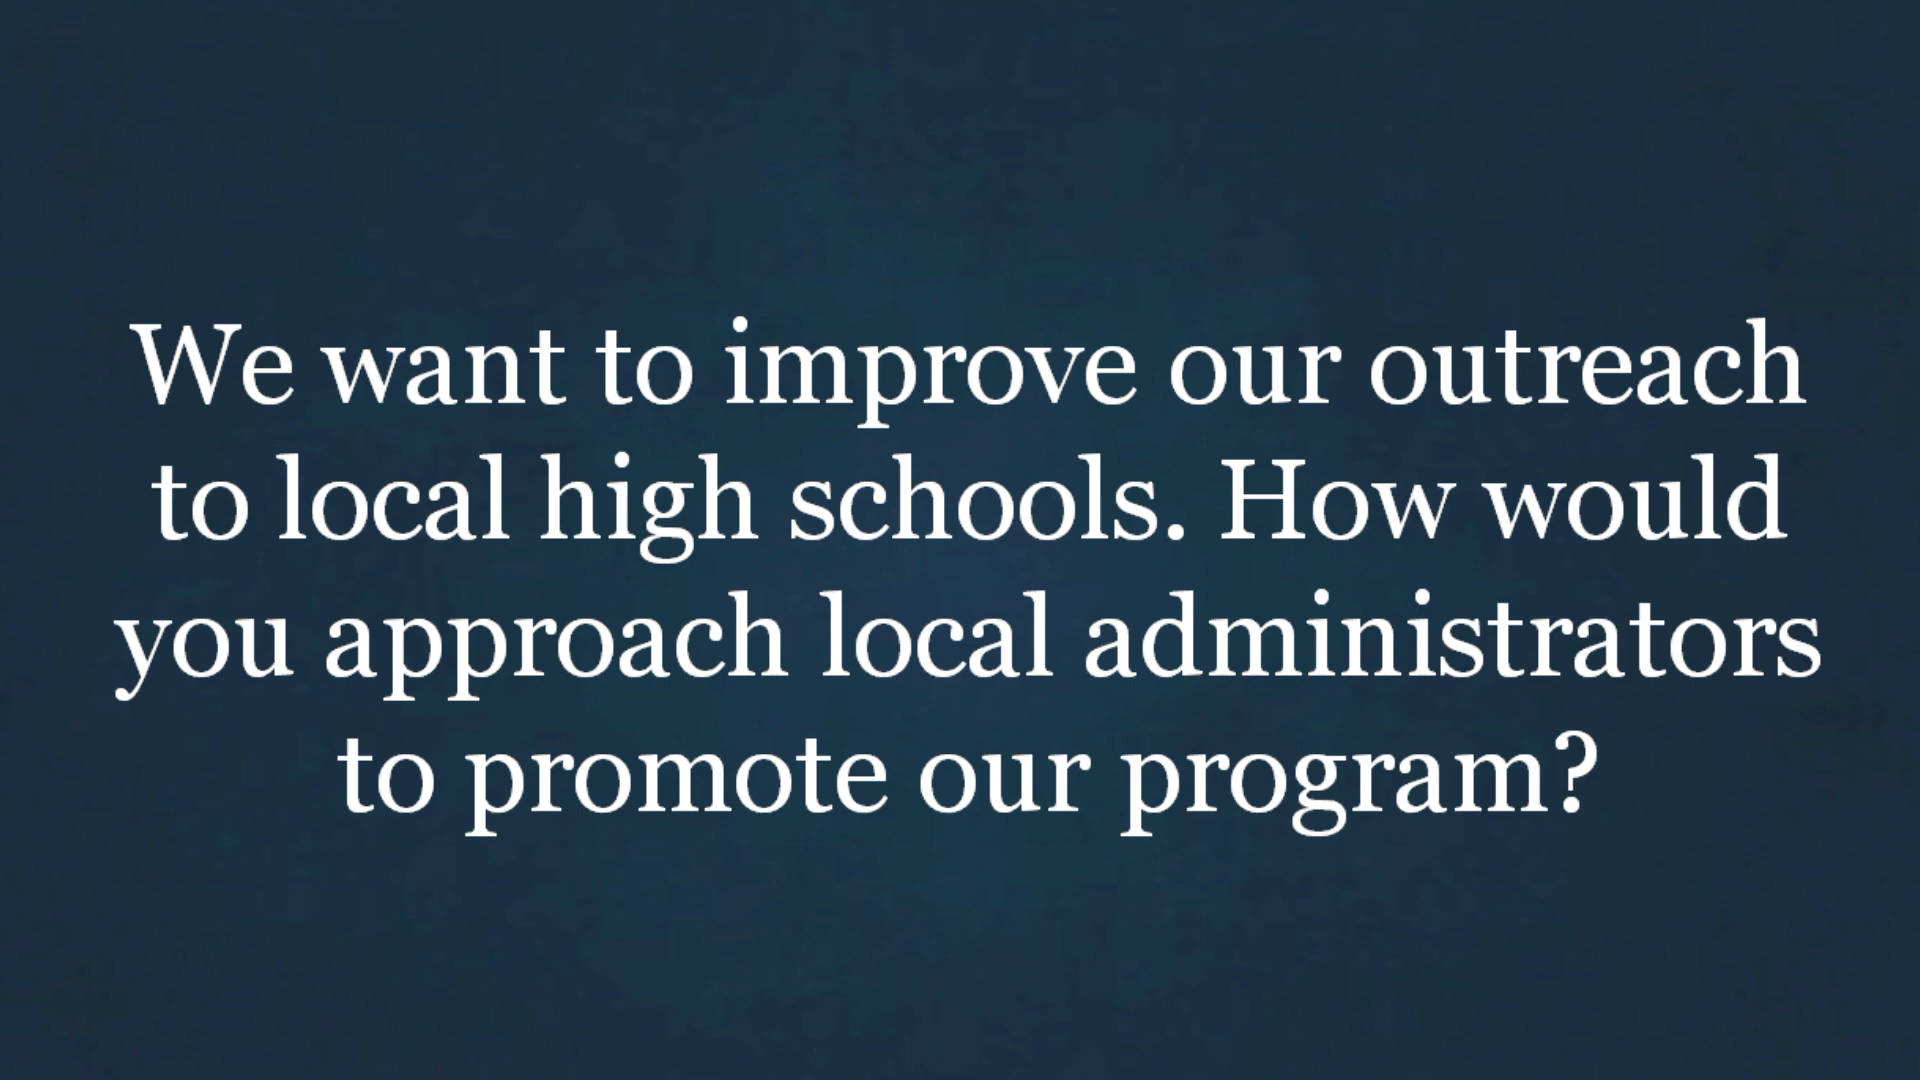 We want to improve our outreach
to local high schools. How would
you approach local administrators
to promote our program?